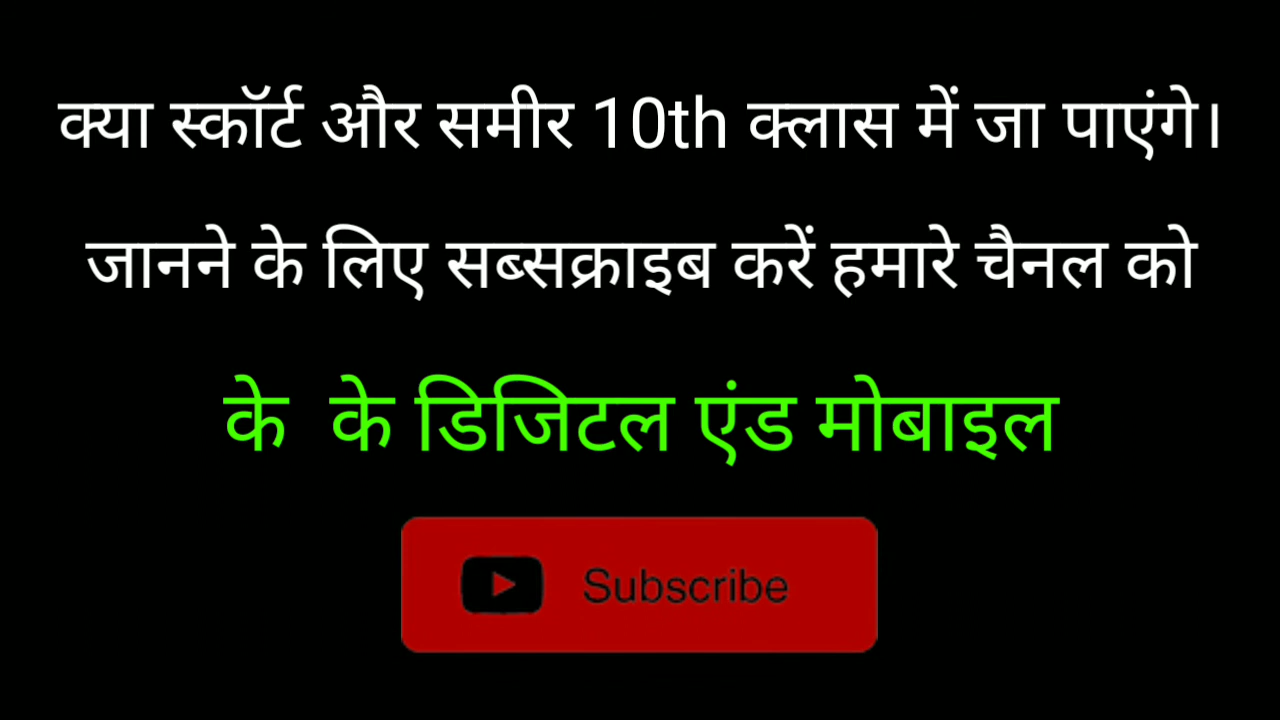 क्या स्कॉर्ट और समीर 10th क्लास में जा पाएंगे।
जानने के लिए सब्सक्राइब करें हमारे चैनल को
के के डिजिटल एंड मोबाइल
Subscribe